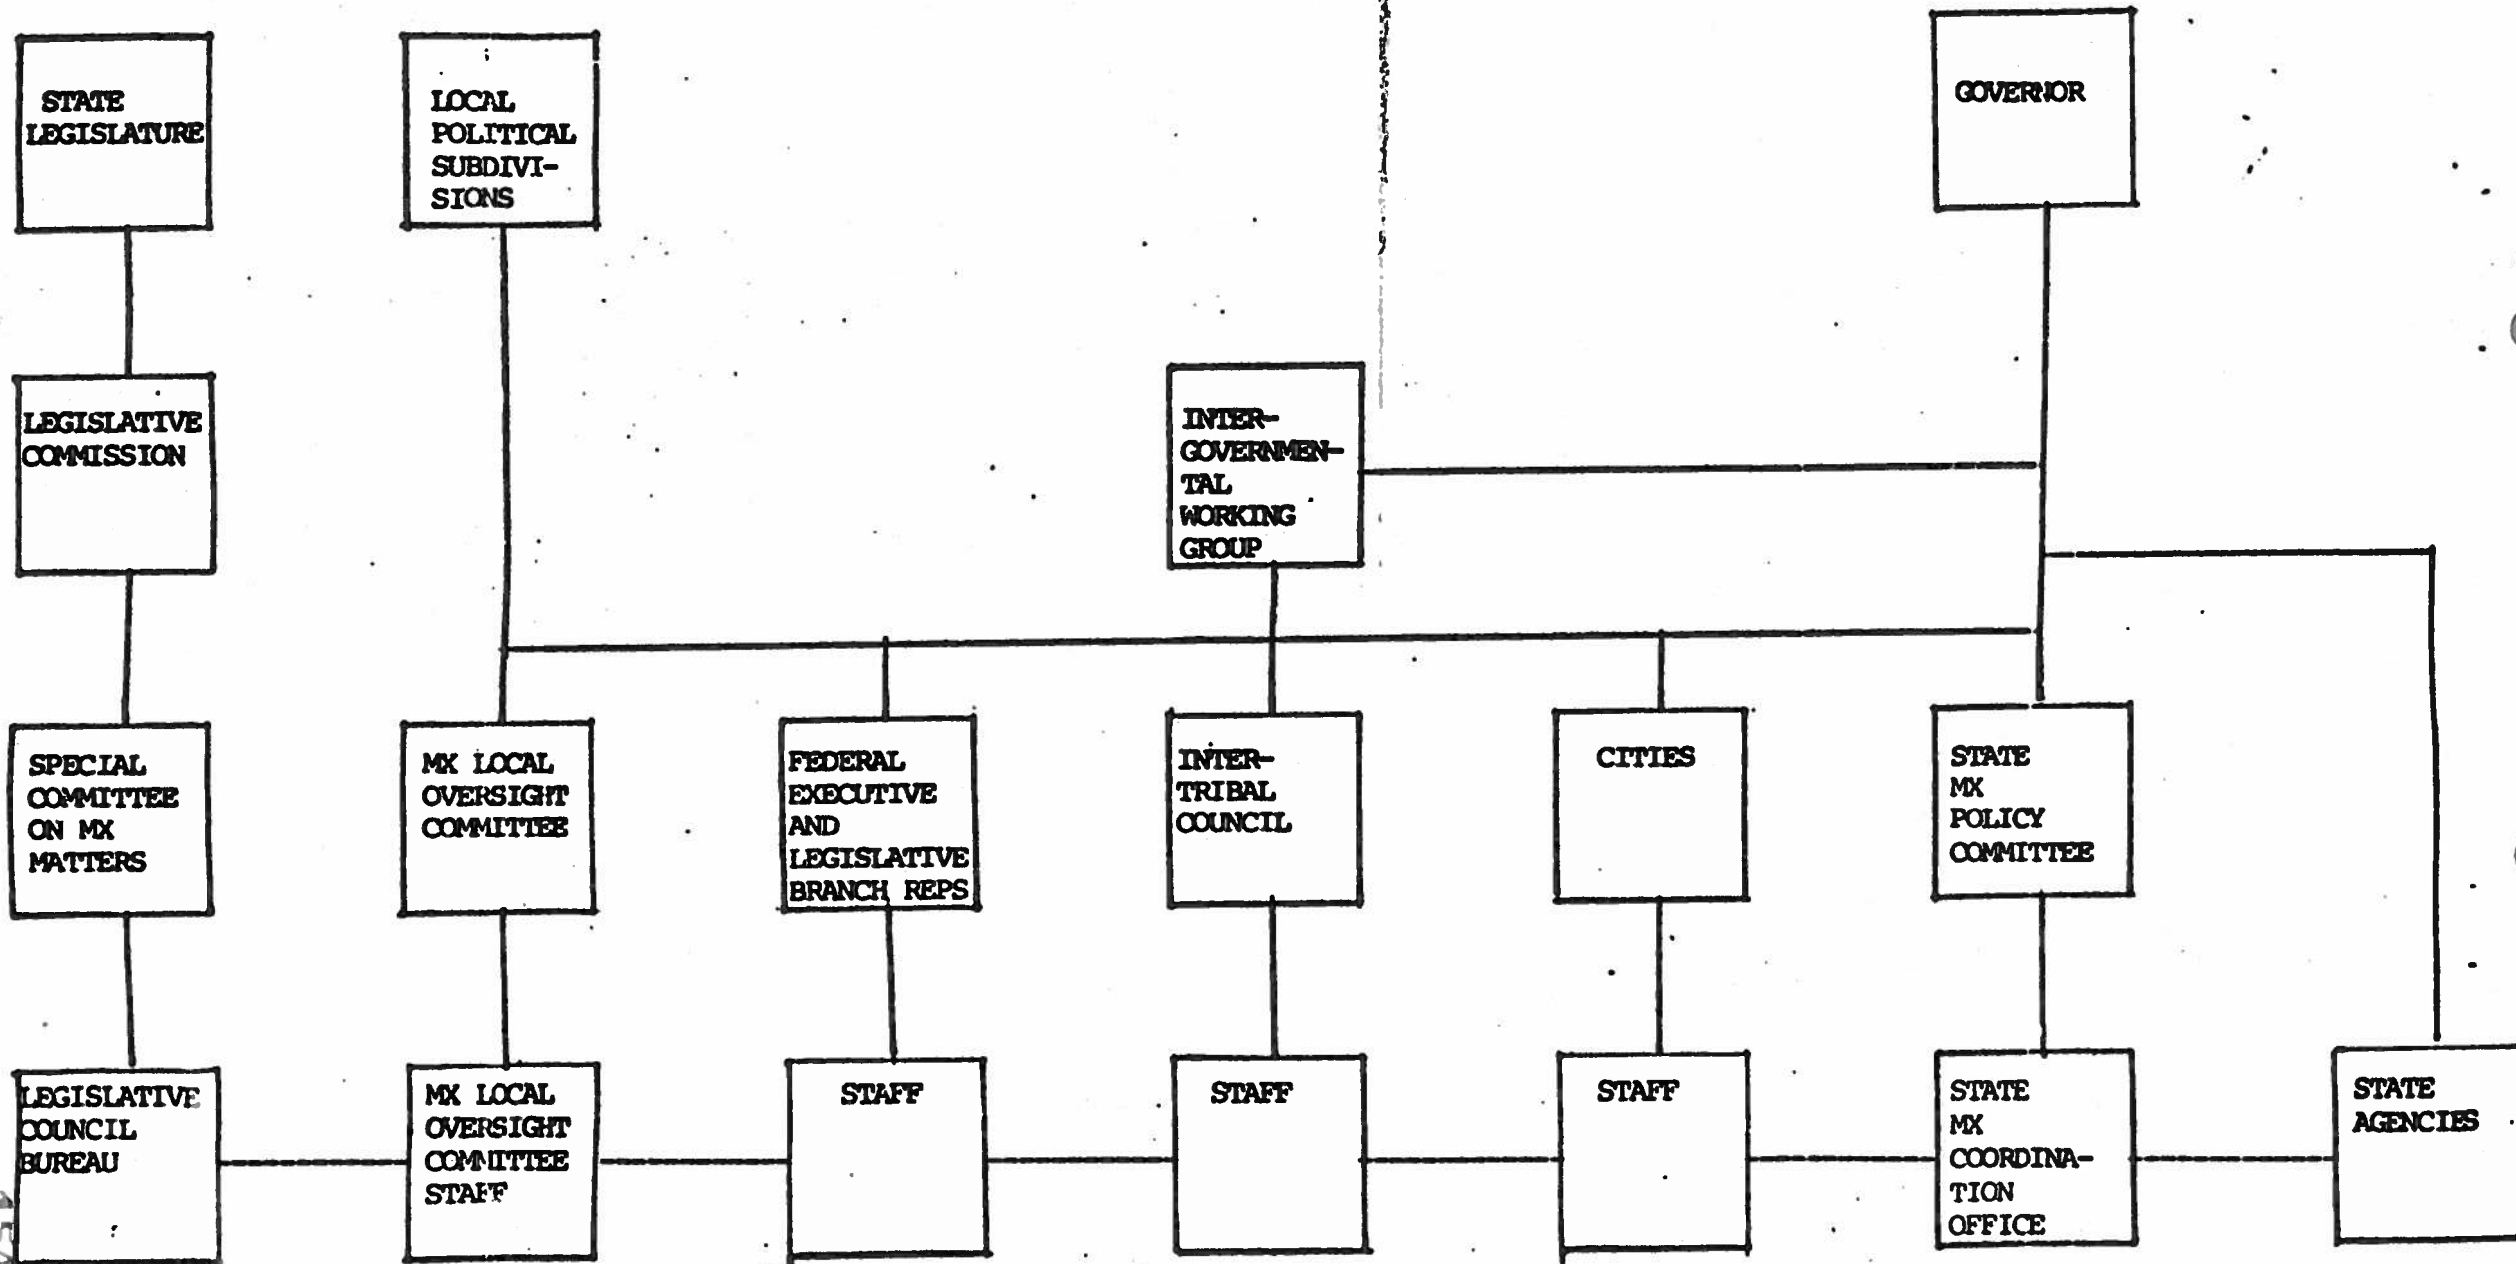 STATE
LEGISLATURE
LOCAL
POLITICAL
SUBDIVI-
SIONS
GOVERNOR
LEGISLATIVE
COMMISSION
INTER-
GOVERNMEN-
TAL
WORKING
GROUP
SPECIAL
COMMITTEE
ON MX
MATTERS
MX LOCAL
OVERSIGHT
COMMITTEE
FEDERAL
EXECUTIVE
AND
LEGISLATIVE
BRANCH REPS
INTER-
TRIBAL
COUNCIL
CITIES
STATE
MX
POLICY
COMMITTEE
LEGISLATIVE
COUNCIL
BUREAU
MX LOCAL
OVERSIGHT
COMMITTEE
STAFF
STAFF
STAFF
STAFF
STATE
MX
COORDINA-
TION
OFFICE
STATE
AGENCIES